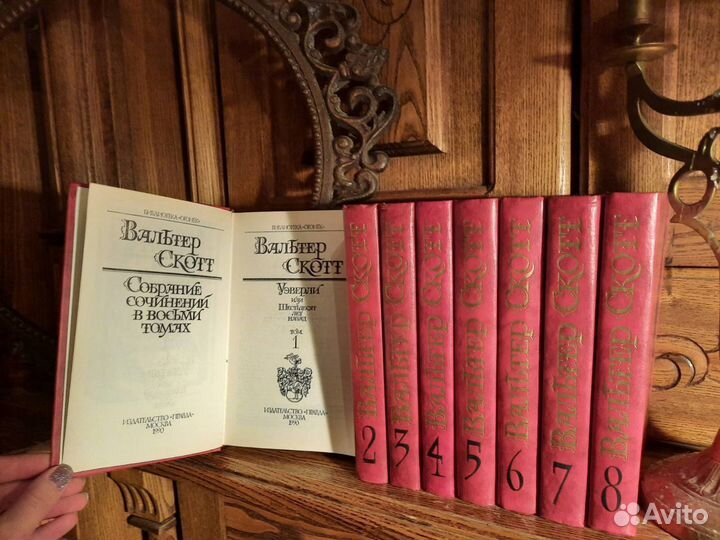 БИБЛИОТЕКА «ОГОНЕК»
ВАЛЬТЕР
СКОТТ
СОБРАНИЕ
СОЧИНЕНИЙ
В ВОСЬМИ
ТОМАХ
ИЗДАТЕЛЬСТВО «ПРАВДА»
МОСКВА
1990
БИБЛИОТЕКА «ОГОНЕК»
ВАЛЬТЕР
СКОТТ
УЭВЕРЛИ
ИЛИ
ШЕСТЬДЕСЯТ
ЛЕТ
НАЗАД
ТОМ
1
ИЗДАТЕЛЬСТВО «ПРАВДА»
МОСКВА
1990
ВАЛЬТЕР СКОТТ
2
ВАЛЬТЕР СКОТТ
3
ВАЛЬТЕР СКОТТ
4
ВАЛЬТЕР СКОТТ
5
ВАЛЬТЕР СКОТТ
6
ВАЛЬТЕР СКОТТ
7
ВАЛЬТЕР СКОТТ
8
Avito